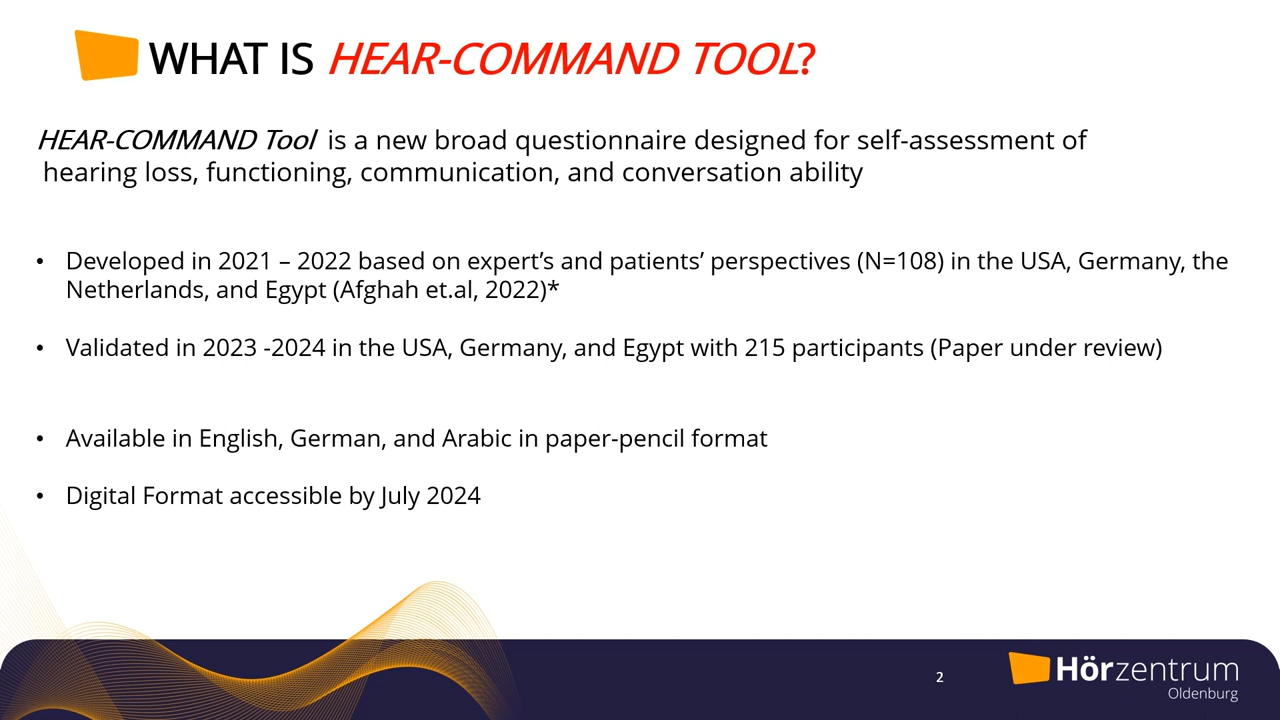 WHAT IS HEAR-COMMAND TOOL?
HEAR-COMMAND Tool is a new broad questionnaire designed for self-assessment of
hearing loss, functioning, communication, and conversation ability
• Developed in 2021 – 2022 based on expert’s and patients’ perspectives (N=108) in the USA, Germany, the
Netherlands, and Egypt (Afghah et.al, 2022)*
• Validated in 2023 -2024 in the USA, Germany, and Egypt with 215 participants (Paper under review)
• Available in English, German, and Arabic in paper-pencil format
• Digital Format accessible by July 2024
2
Hörzentrum
Oldenburg